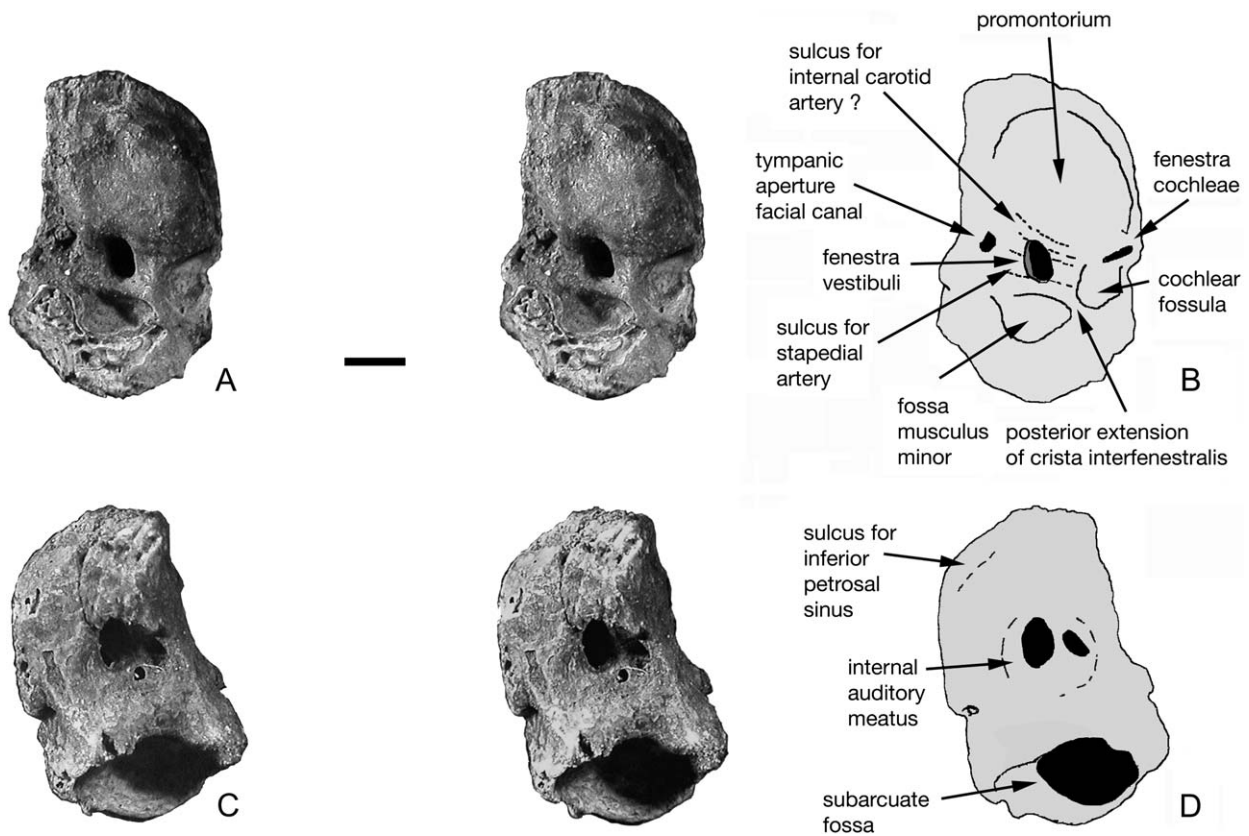 promontorium
sulcus for
internal carotid
artery ?
tympanic
aperture
facial canal
fenestra
cochleae
fenestra
vestibuli
cochlear
fossula
sulcus for
stapedial
artery
fossa
musculus
minor
posterior extension
of crista interfenestralis
A
B
sulcus for
inferior
petrosal
sinus
internal
auditory
meatus
subarcuate
fossa
C
D